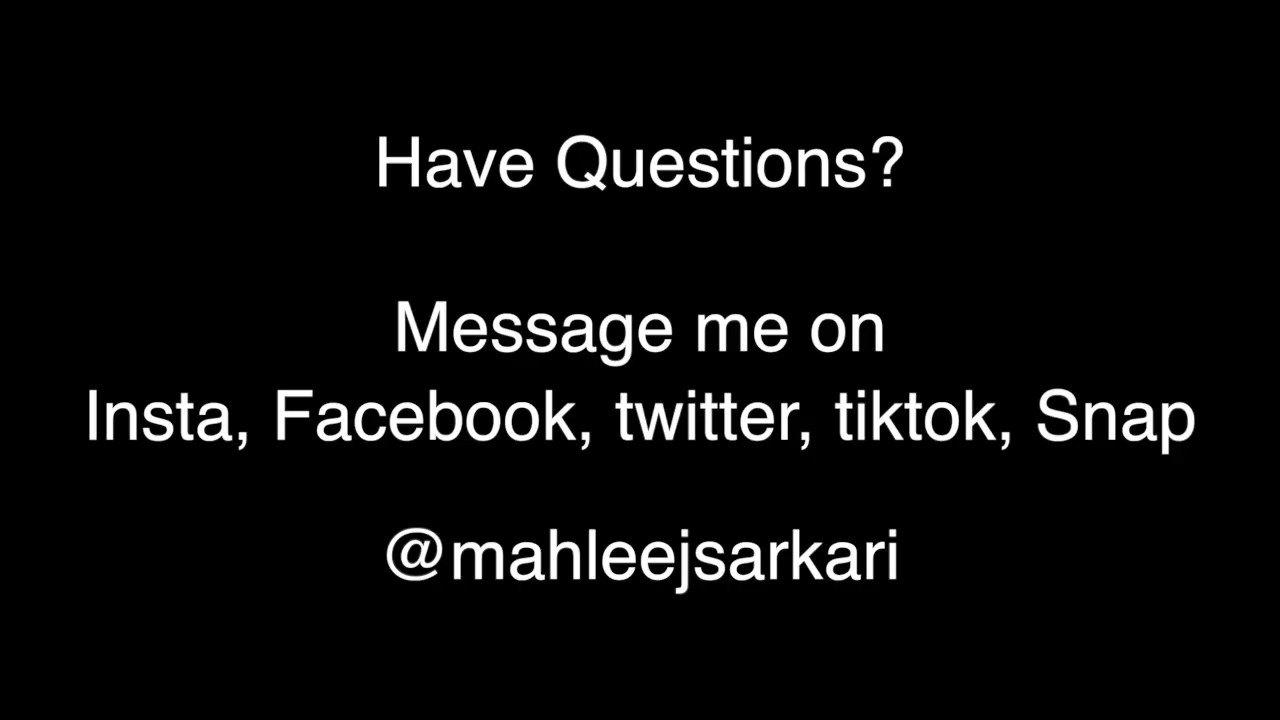 Have Questions?
Message me on
Insta, Facebook, twitter, tiktok, Snap
@mahleejsarkari